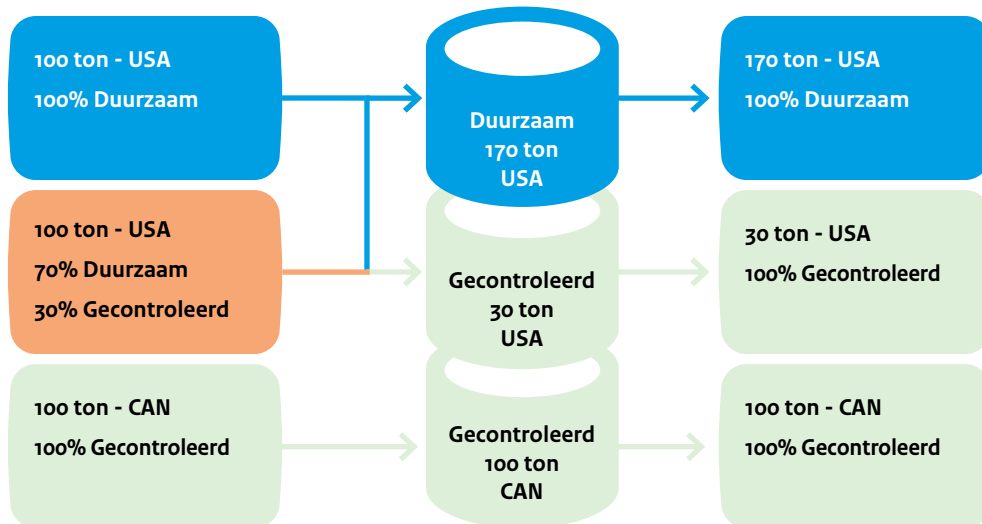 100 ton - USA
100% Duurzaam
Duurzaam
170 ton
USA
170 ton - USA
100% Duurzaam
100 ton - USA
70% Duurzaam
30% Gecontroleerd
Gecontroleerd
30 ton
USA
30 ton - USA
100% Gecontroleerd
100 ton - CAN
100% Gecontroleerd
Gecontroleerd
100 ton
CAN
100 ton - CAN
100% Gecontroleerd